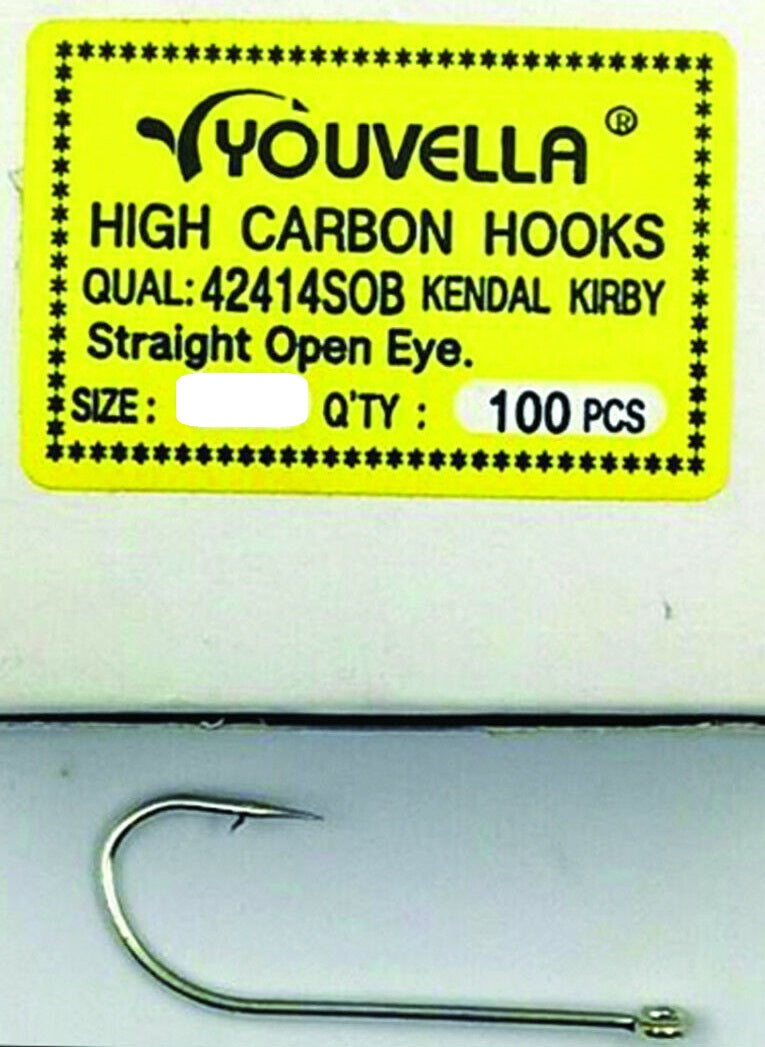 YOUVELLA ®
HIGH CARBON HOOKS
QUAL: 42414SOB KENDAL KIRBY
Straight Open Eye.
SIZE: Q'TY : 100 PCS